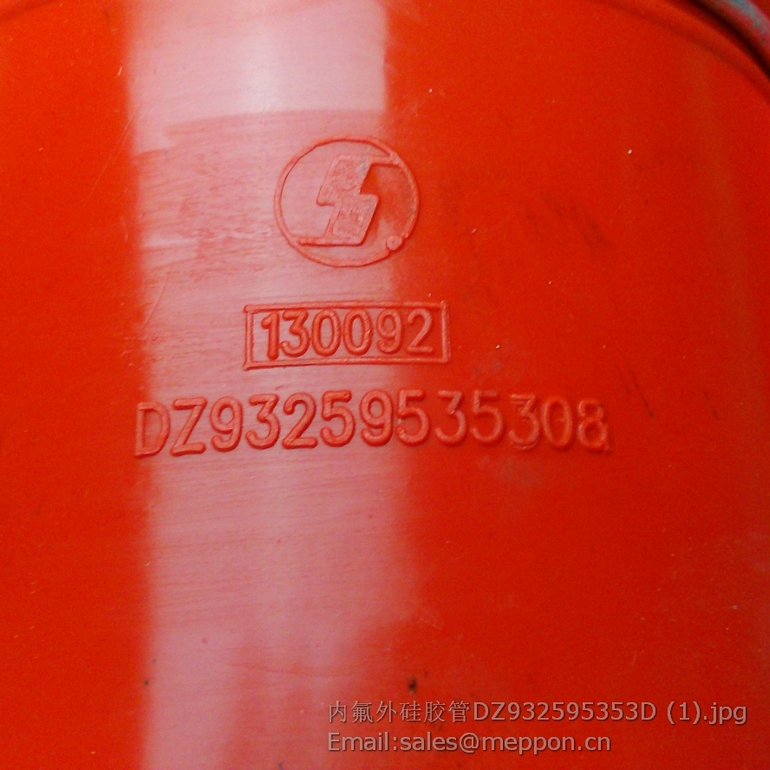 130092
DZ93259535308
内氟外硅胶管DZ932595353D (1).jpg
Email:sales@meppon.cn